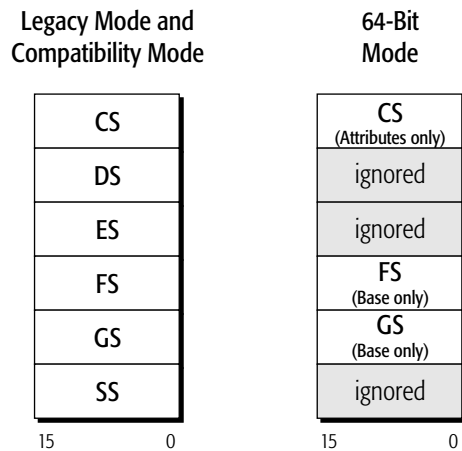 Legacy Mode and
Compatibility Mode
CS
DS
ES
FS
GS
SS
15 0
64-Bit
Mode
CS
(Attributes only)
ignored
ignored
FS
(Base only)
GS
(Base only)
ignored
15 0